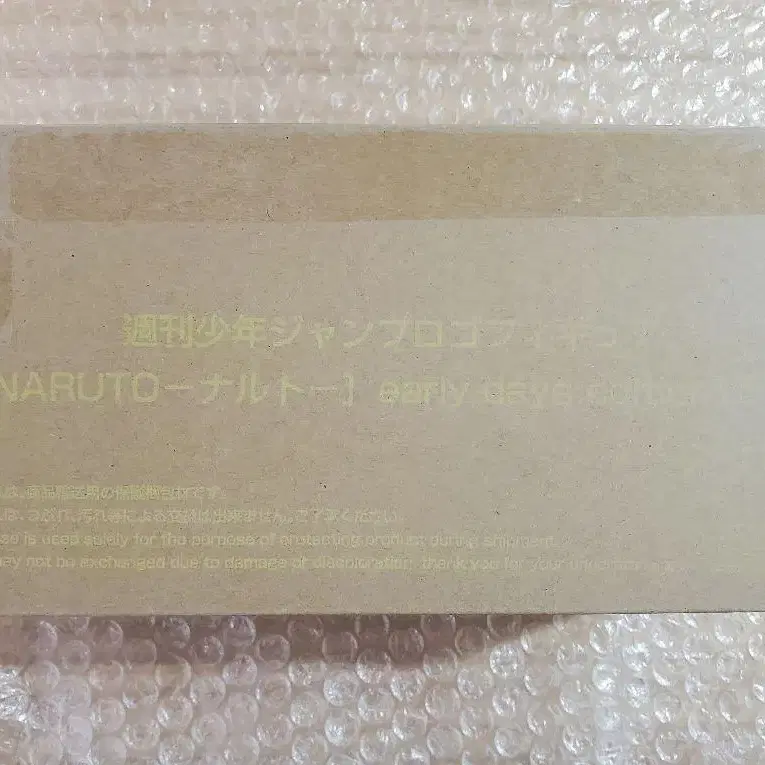 週刊少年ジャンプロゴフィギュ
NARUTO－ナルト－］early days
は、商品輸送用の保護梱包材です。
は、つぶれ、汚れ等による交換は出来ません。ご了承ください。
is used solely for the purpose of protecting product during shipment.
may not be exchanged due to damage or discoloration, thank you for your